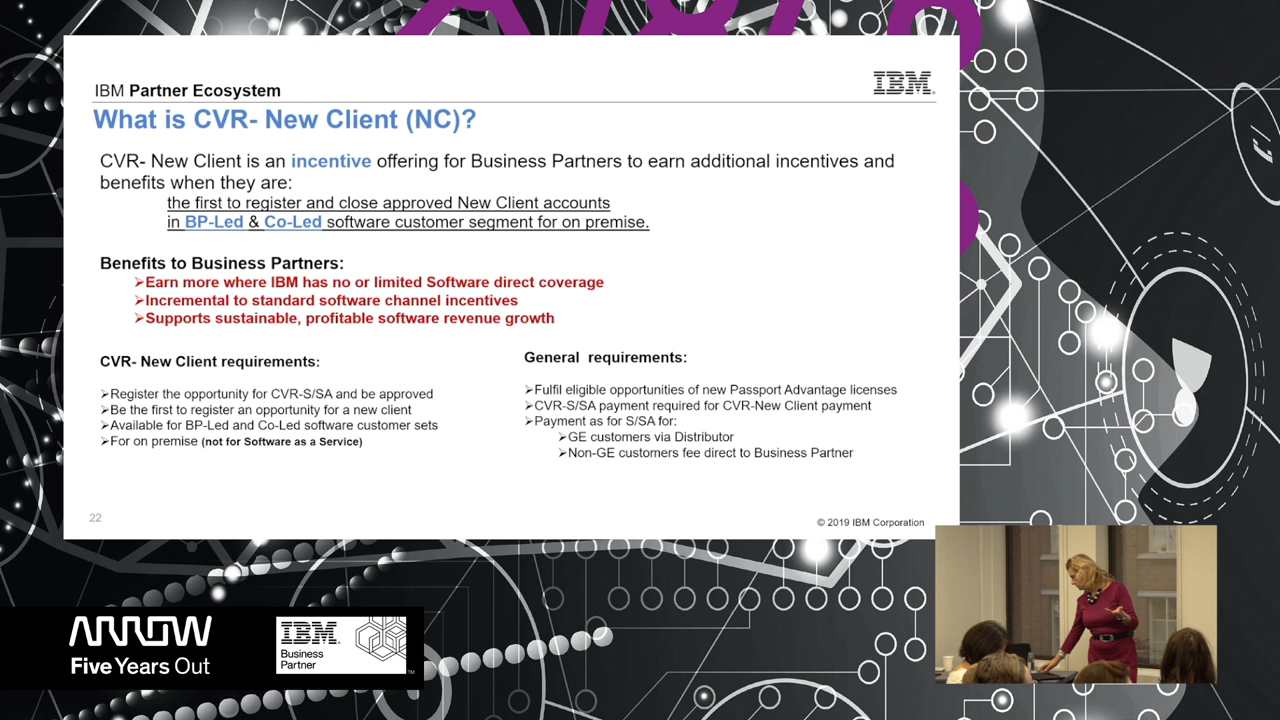 IBM Partner Ecosystem
IBM
What is CVR- New Client (NC)?
CVR- New Client is an incentive offering for Business Partners to earn additional incentives and
benefits when they are:
the first to register and close approved New Client accounts
in BP-Led & Co-Led software customer segment for on premise.
Benefits to Business Partners:
➢Earn more where IBM has no or limited Software direct coverage
➢Incremental to standard software channel incentives
➢Supports sustainable, profitable software revenue growth
CVR- New Client requirements:
➢Register the opportunity for CVR-S/SA and be approved
➢Be the first to register an opportunity for a new client
➢Available for BP-Led and Co-Led software customer sets
➢For on premise (not for Software as a Service)
General requirements:
➢Fulfil eligible opportunities of new Passport Advantage licenses
➢CVR-S/SA payment required for CVR-New Client payment
➢Payment as for S/SA for:
➢GE customers via Distributor
➢Non-GE customers fee direct to Business Partner
22
© 2019 IBM Corporation
ARROW
Five Years Out
IBM
Business
Partner